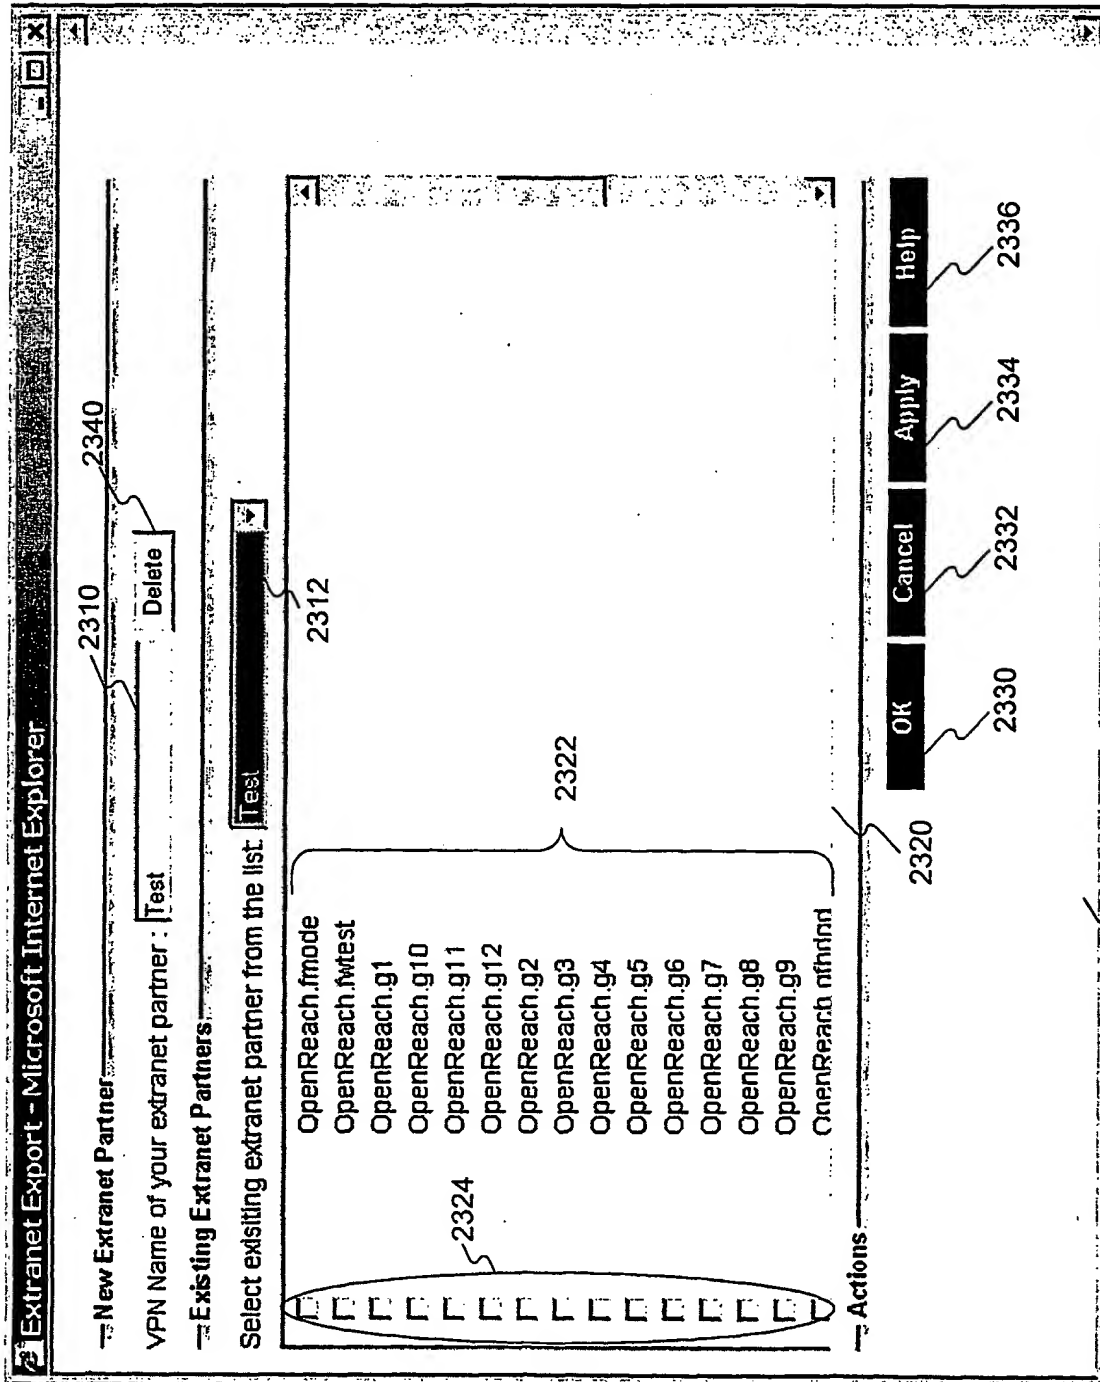 Extranet Export - Microsoft Internet Explorer
New Extranet Partner
2310
2340
VPN Name of your extranet partner : Test
Delete
Existing Extranet Partners
Select exisiting extranet partner from the list: Test
2312
2324
2322
OpenReach.fmode
OpenReach.fwtest
OpenReach.g1
OpenReach.g10
OpenReach.g11
OpenReach.g12
OpenReach.g2
OpenReach.g3
OpenReach.g4
OpenReach.g5
OpenReach.g6
OpenReach.g7
OpenReach.g8
OpenReach.g9
2320
Actions
OK Cancel Apply Help
2330 2332 2334 2336